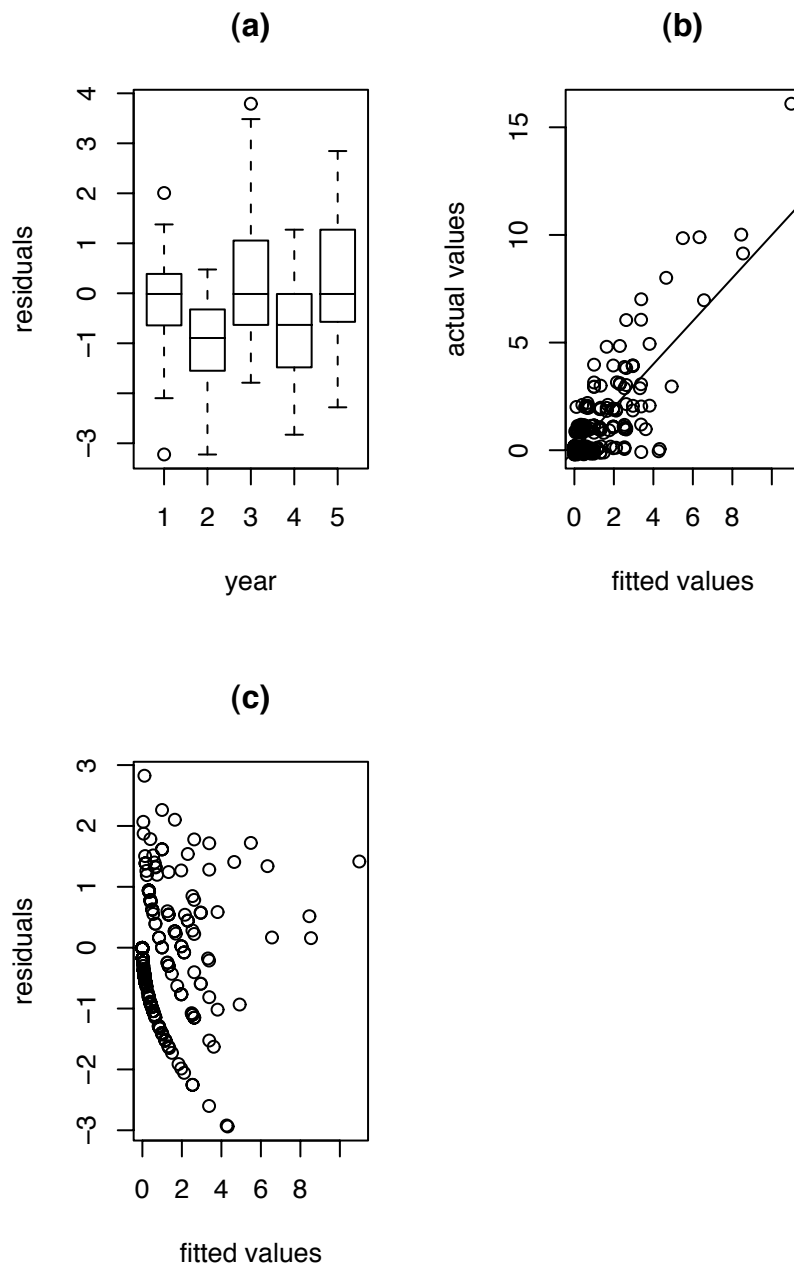 (a)
residuals
4
3
2
1
0
−1
−3
1 2 3 4 5
year
(b)
actual values
15
10
5
0
0 2 4 6 8
fitted values
(c)
residuals
3
2
1
0
−1
−2
−3
0 2 4 6 8
fitted values